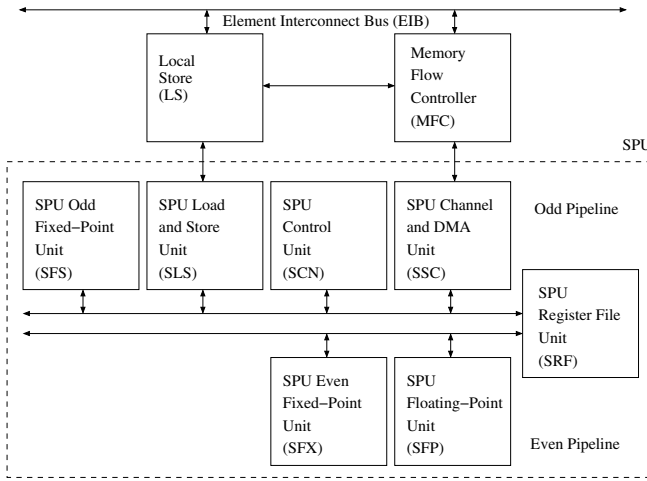 Element Interconnect Bus (EIB)
Local
Store
(LS)
Memory
Flow
Controller
(MFC)
SPU
SPU Odd
Fixed−Point
Unit
(SFS)
SPU Load
and Store
Unit
(SLS)
SPU
Control
Unit
(SCN)
SPU Channel
and DMA
Unit
(SSC)
Odd Pipeline
SPU
Register File
Unit
(SRF)
SPU Even
Fixed−Point
Unit
(SFX)
SPU
Floating−Point
Unit
(SFP)
Even Pipeline